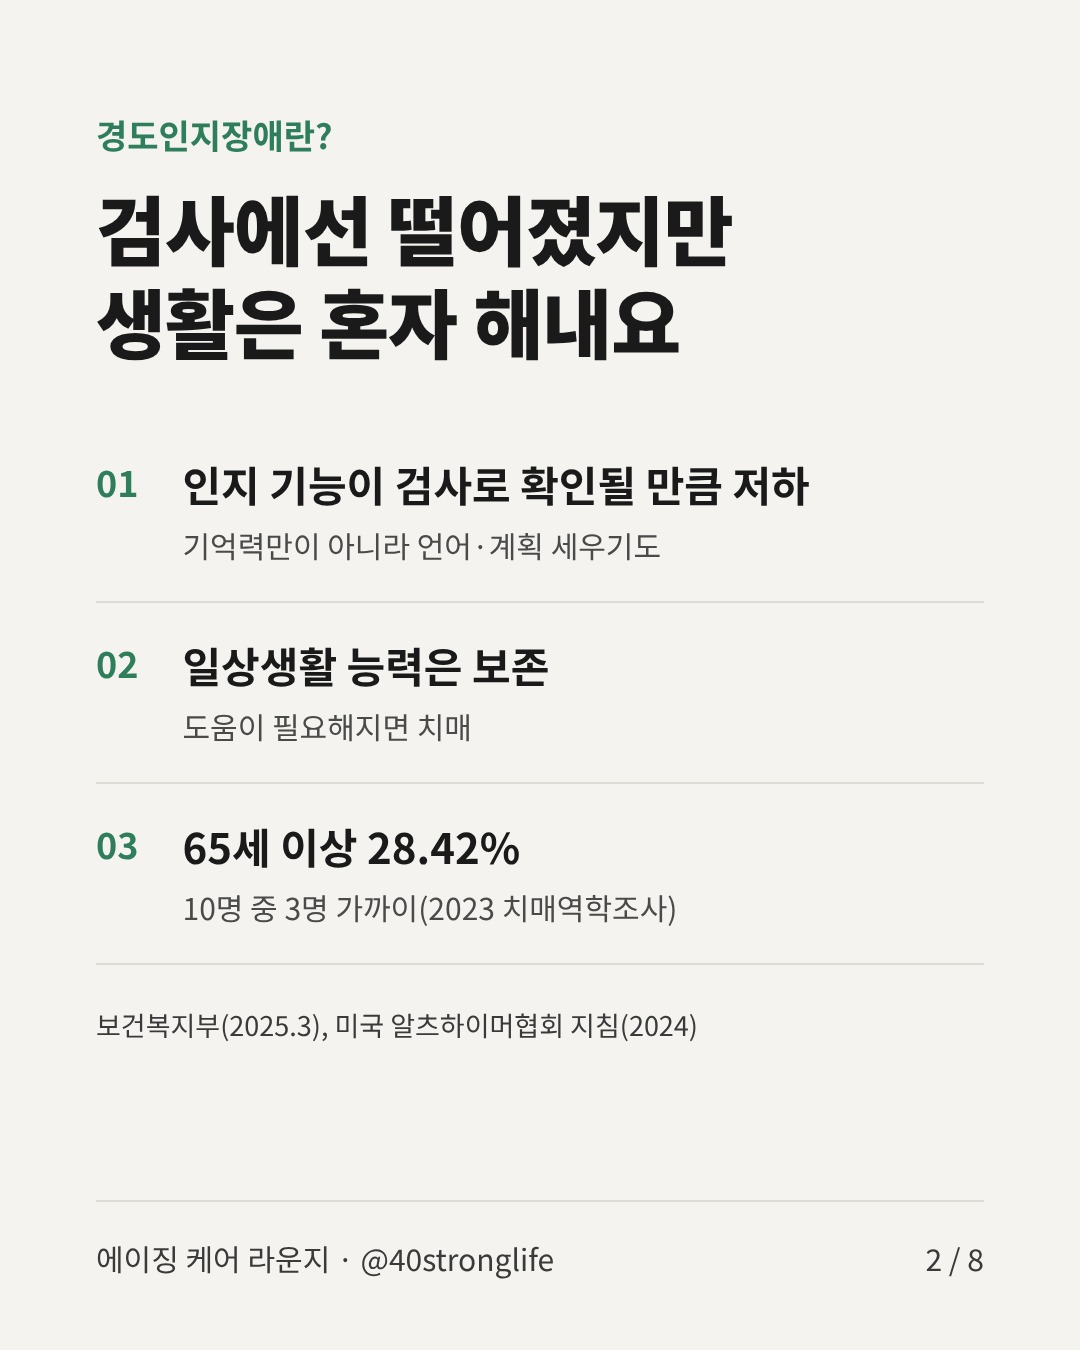 경도인지장애란?
검사에선 떨어졌지만
생활은 혼자 해내요
01 인지 기능이 검사로 확인될 만큼 저하
기억력만이 아니라 언어·계획 세우기도
02 일상생활 능력은 보존
도움이 필요해지면 치매
03 65세 이상 28.42%
10명 중 3명 가까이(2023 치매역학조사)
보건복지부(2025.3), 미국 알츠하이머협회 지침(2024)
에이징 케어 라운지 · @40stronglife 2 / 8